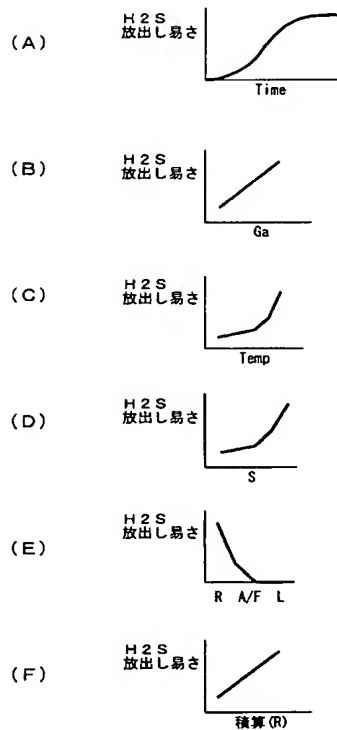 (A)
H2S
放出し易さ
Time
(B)
H2S
放出し易さ
Ga
(C)
H2S
放出し易さ
Temp
(D)
H2S
放出し易さ
S
(E)
H2S
放出し易さ
R A/F L
(F)
H2S
放出し易さ
積算(R)